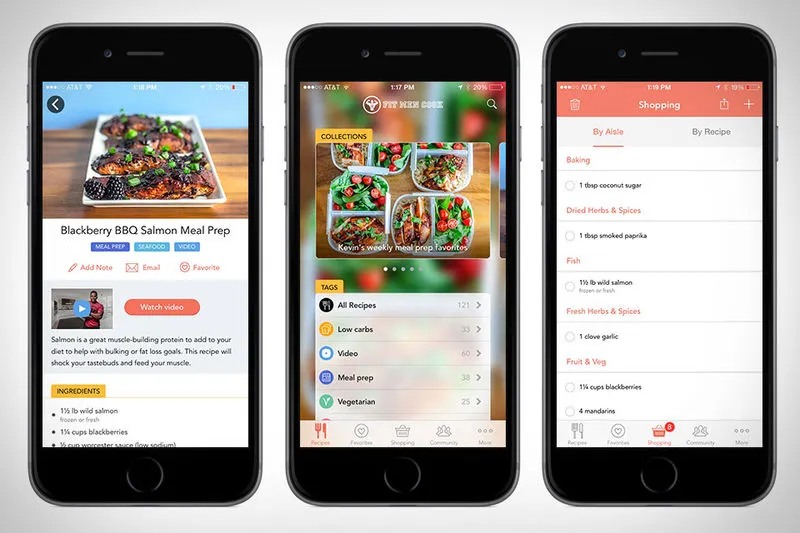 AT&T 1:18 PM 20%
Blackberry BBQ Salmon Meal Prep
MEAL PREP SEAFOOD VIDEO
Add Note Email Favorite
Watch video
Salmon is a great muscle-building protein to add to your
diet to help with bulking or fat loss goals. This recipe will
shock your tastebuds and feed your muscle.
INGREDIENTS
1½ lb wild salmon
frozen or fresh
1¼ cups blackberries
½ cup worcester sauce (low sodium)
AT&T 1:17 PM 20%
FIT MEN COOK
COLLECTIONS
Kevin's weekly meal prep favorites
TAGS
All Recipes 121
Low carbs 33
Video 60
Meal prep 38
Vegetarian 25
Recipes Favorites Shopping Community More
AT&T 1:19 PM 19%
Shopping
By Aisle By Recipe
Baking
1 tbsp coconut sugar
Dried Herbs & Spices
1 tbsp smoked paprika
Fish
1½ lb wild salmon
frozen or fresh
Fresh Herbs & Spices
1 clove garlic
Fruit & Veg
1¼ cups blackberries
4 mandarins
8
Recipes Favorites Shopping Community More